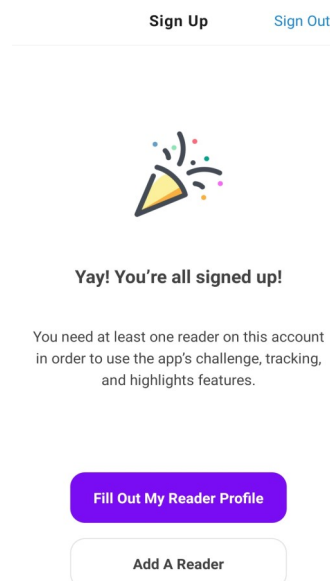 Sign Up
Sign Out
Yay! You're all signed up!
You need at least one reader on this account
in order to use the app's challenge, tracking,
and highlights features.
Fill Out My Reader Profile
Add A Reader